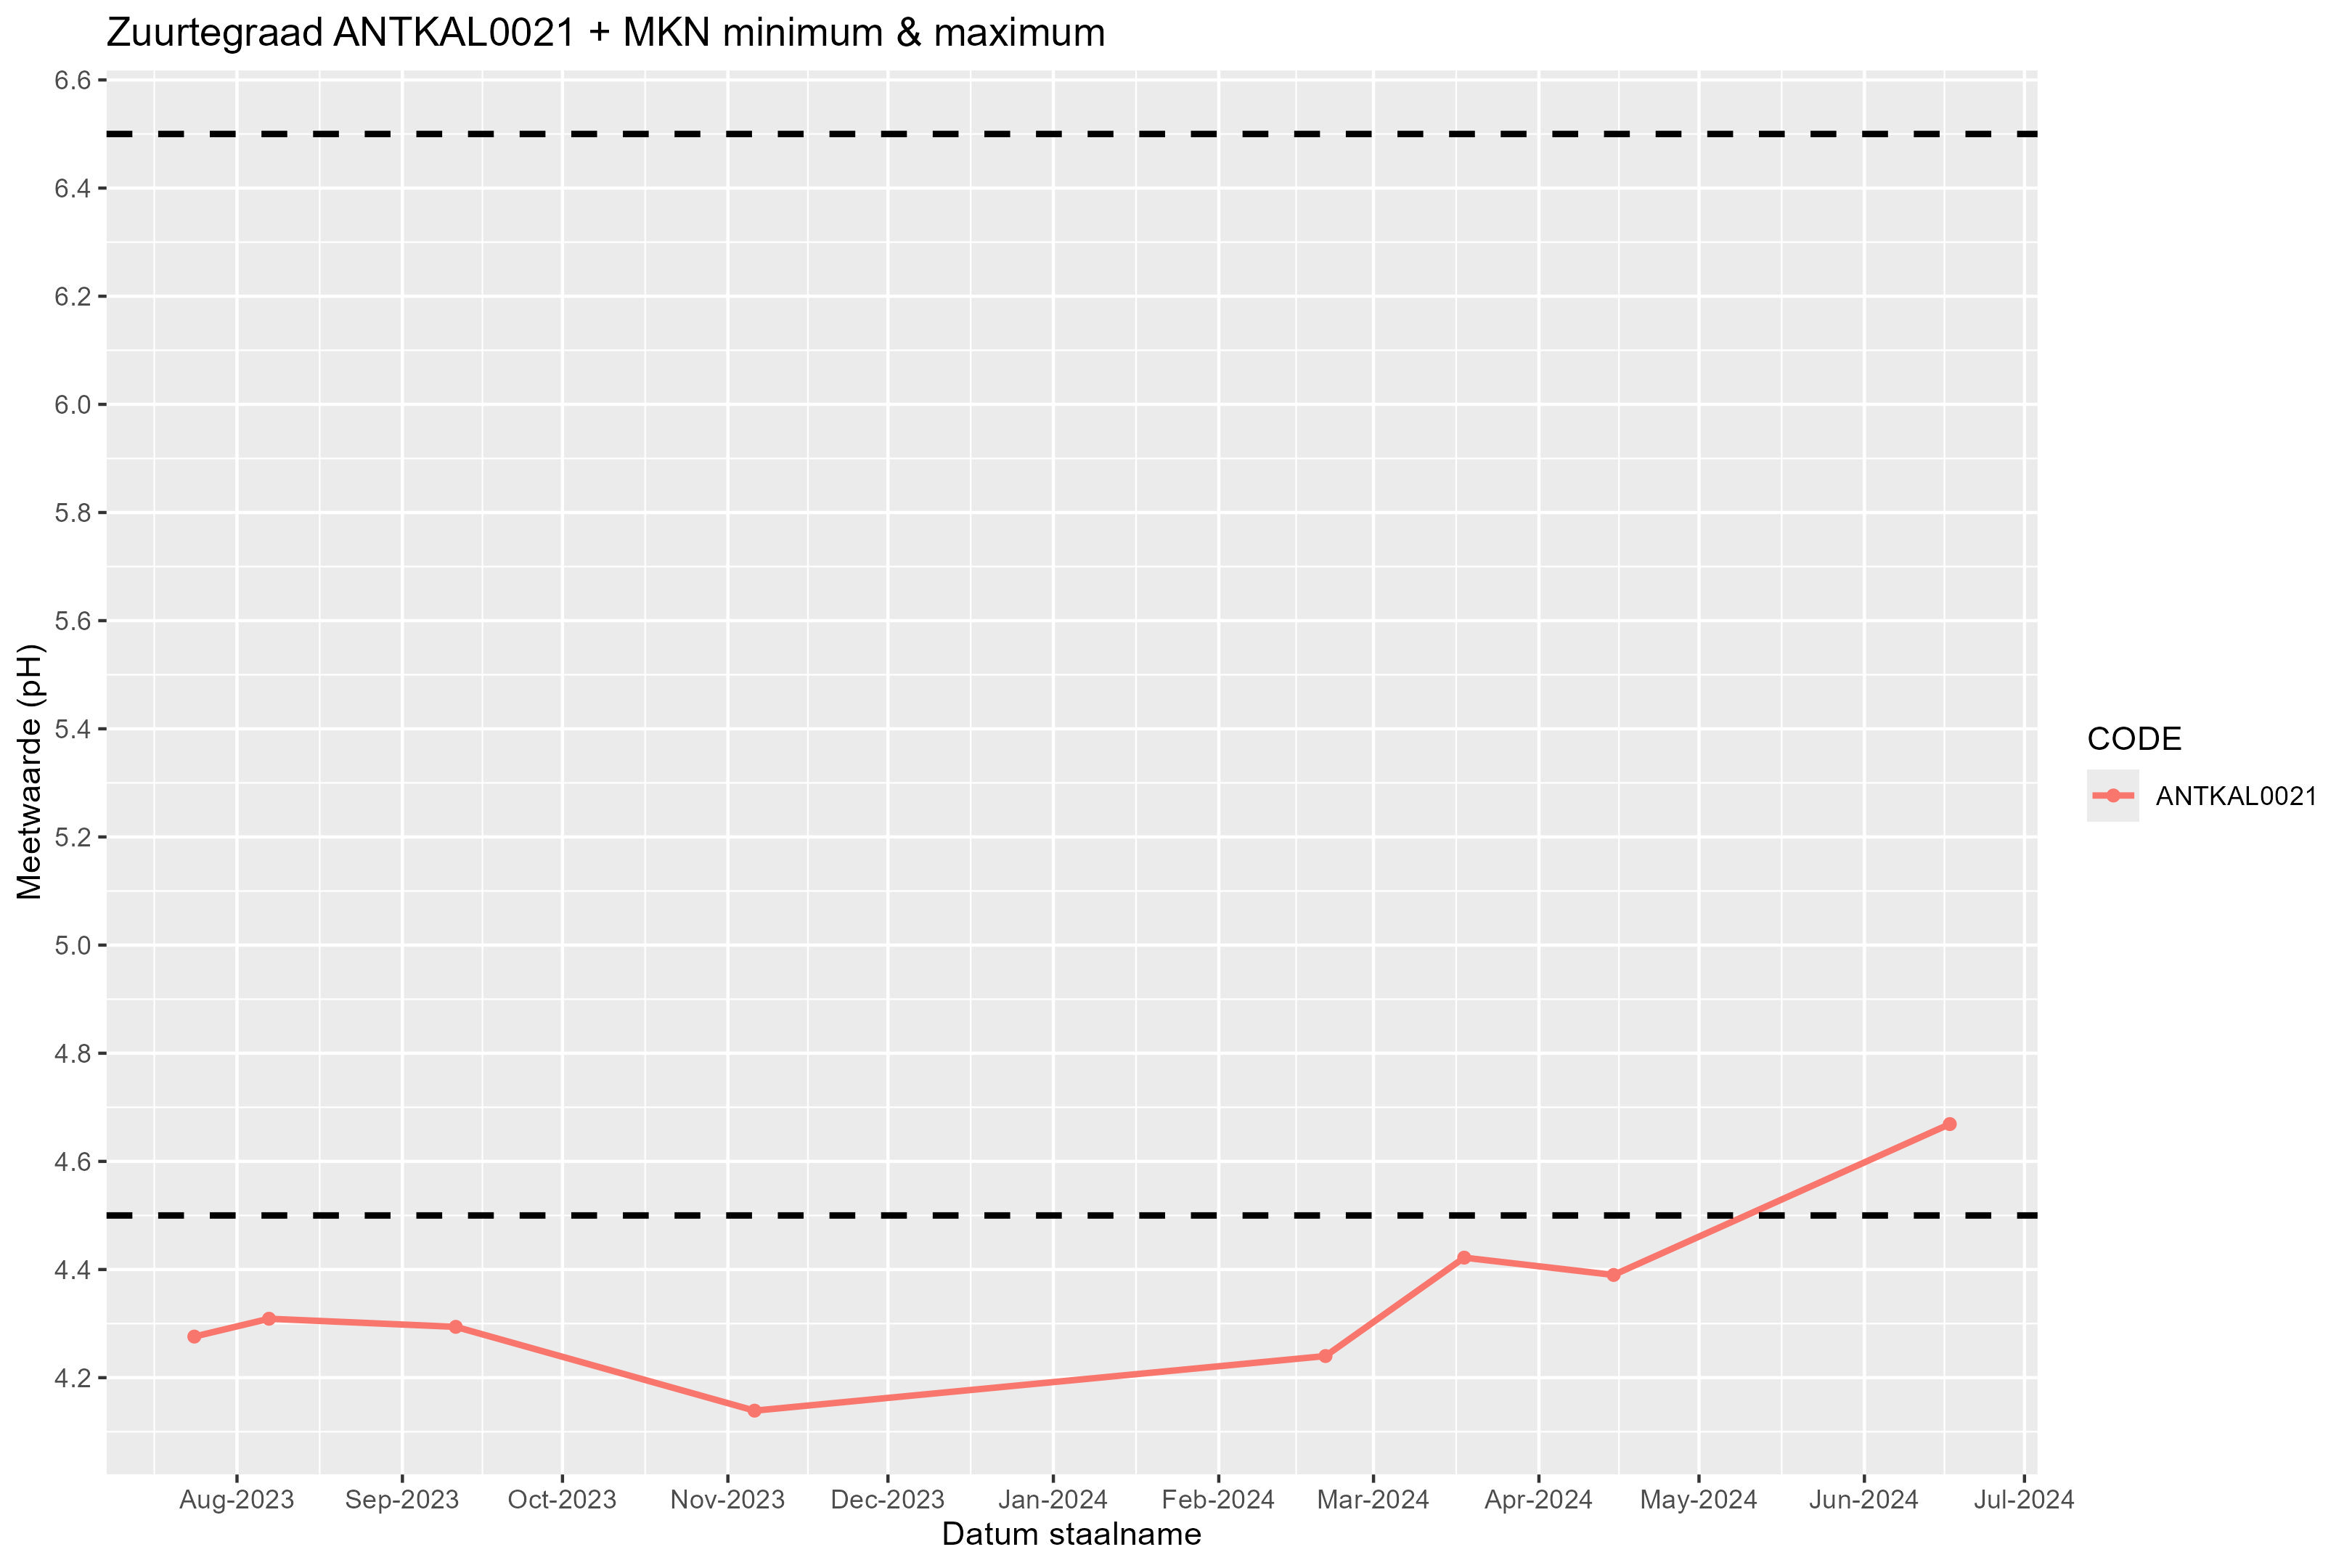 Zuurtegraad ANTKAL0021 + MKN minimum & maximum
Meetwaarde (pH)
6.6
6.4
6.2
6.0
5.8
5.6
5.4
5.2
5.0
4.8
4.6
4.4
4.2
Aug-2023 Sep-2023 Oct-2023 Nov-2023 Dec-2023 Jan-2024 Feb-2024 Mar-2024 Apr-2024 May-2024 Jun-2024 Jul-2024
Datum staalname
CODE
ANTKAL0021